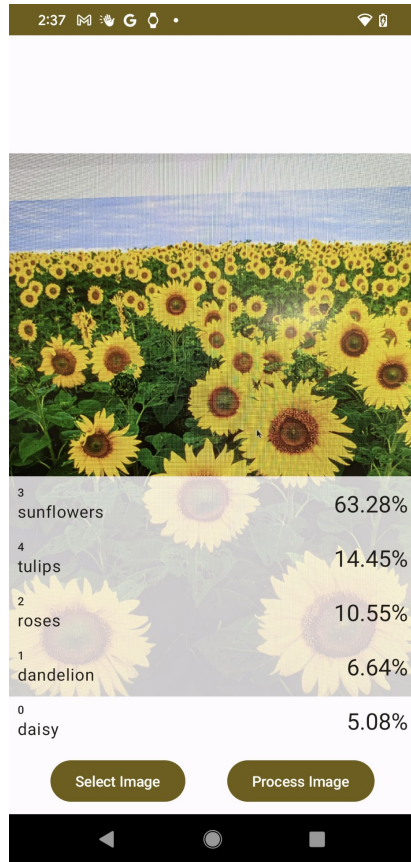 2:37
3
sunflowers 63.28%
4
tulips 14.45%
2
roses 10.55%
1
dandelion 6.64%
0
daisy 5.08%
Select Image Process Image